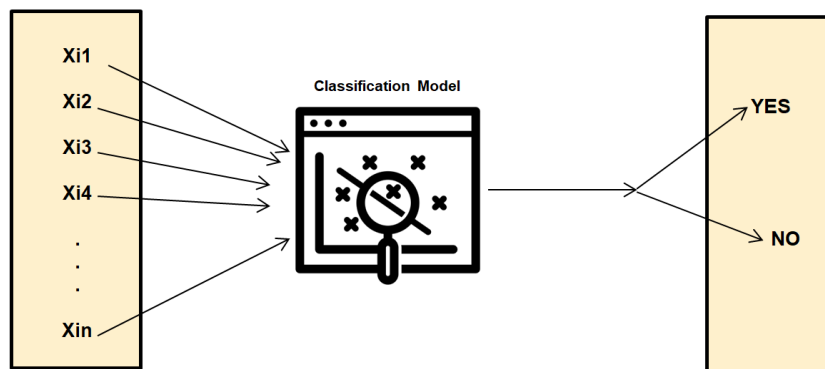 Xi1
Xi2
Xi3
Xi4
.
.
.
Xin
Classification Model
YES
NO